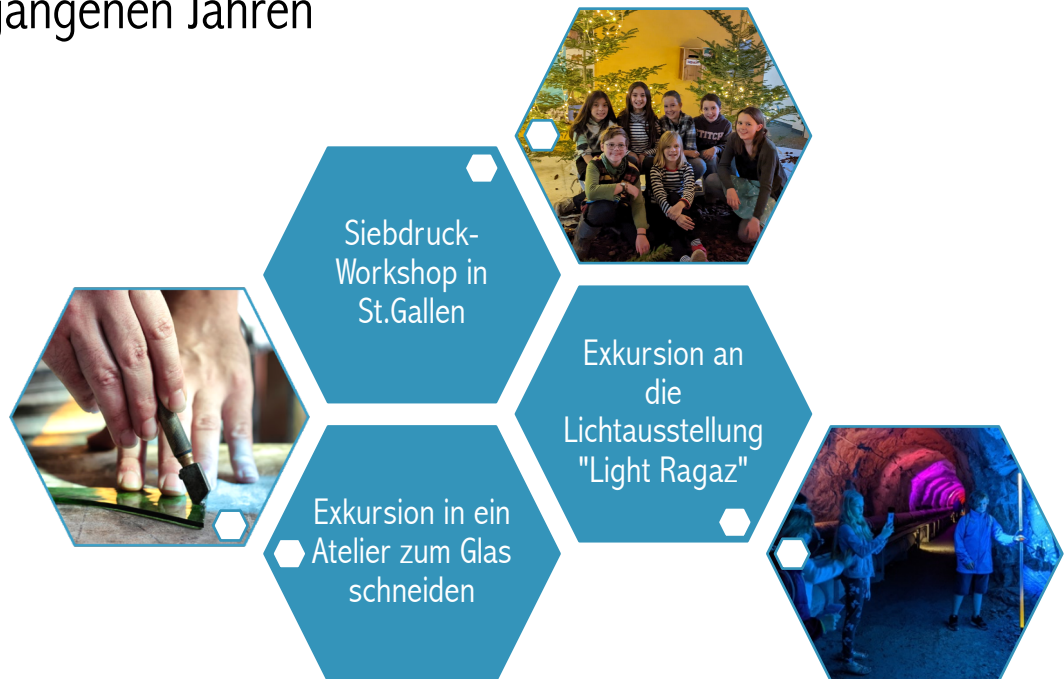 gangenen Jahren
Siebdruck-
Workshop in
St.Gallen
Exkursion an
die
Lichtausstellung
"Light Ragaz"
Exkursion in ein
Atelier zum Glas
schneiden